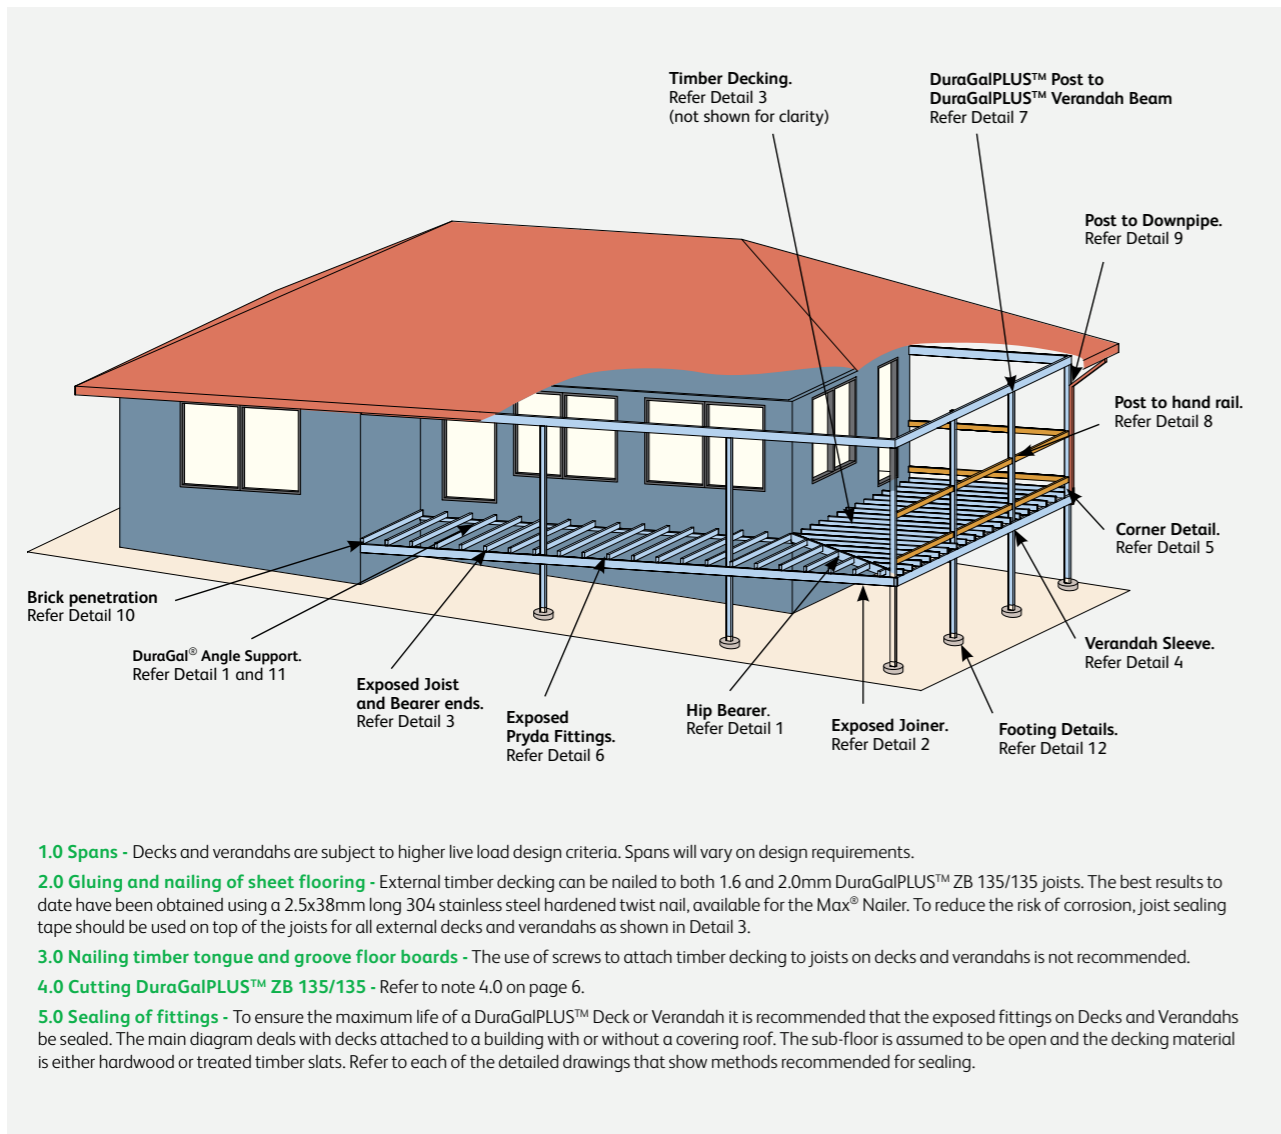 Timber Decking.
Refer Detail 3
(not shown for clarity)
DuraGalPLUS™ Post to
DuraGalPLUS™ Verandah Beam
Refer Detail 7
Post to Downpipe.
Refer Detail 9
Post to hand rail.
Refer Detail 8
Corner Detail.
Refer Detail 5
Brick penetration
Refer Detail 10
DuraGal® Angle Support.
Refer Detail 1 and 11
Exposed Joist
and Bearer ends.
Refer Detail 3
Exposed
Pryda Fittings.
Refer Detail 6
Hip Bearer.
Refer Detail 1
Exposed Joiner.
Refer Detail 2
Footing Details.
Refer Detail 12
Verandah Sleeve.
Refer Detail 4
1.0 Spans - Decks and verandahs are subject to higher live load design criteria. Spans will vary on design requirements.
2.0 Gluing and nailing of sheet flooring - External timber decking can be nailed to both 1.6 and 2.0mm DuraGalPLUS™ ZB 135/135 joists. The best results to
date have been obtained using a 2.5x38mm long 304 stainless steel hardened twist nail, available for the Max® Nailer. To reduce the risk of corrosion, joist sealing
tape should be used on top of the joists for all external decks and verandahs as shown in Detail 3.
3.0 Nailing timber tongue and groove floor boards - The use of screws to attach timber decking to joists on decks and verandahs is not recommended.
4.0 Cutting DuraGalPLUS™ ZB 135/135 - Refer to note 4.0 on page 6.
5.0 Sealing of fittings - To ensure the maximum life of a DuraGalPLUS™ Deck or Verandah it is recommended that the exposed fittings on Decks and Verandahs
be sealed. The main diagram deals with decks attached to a building with or without a covering roof. The sub-floor is assumed to be open and the decking material
is either hardwood or treated timber slats. Refer to each of the detailed drawings that show methods recommended for sealing.